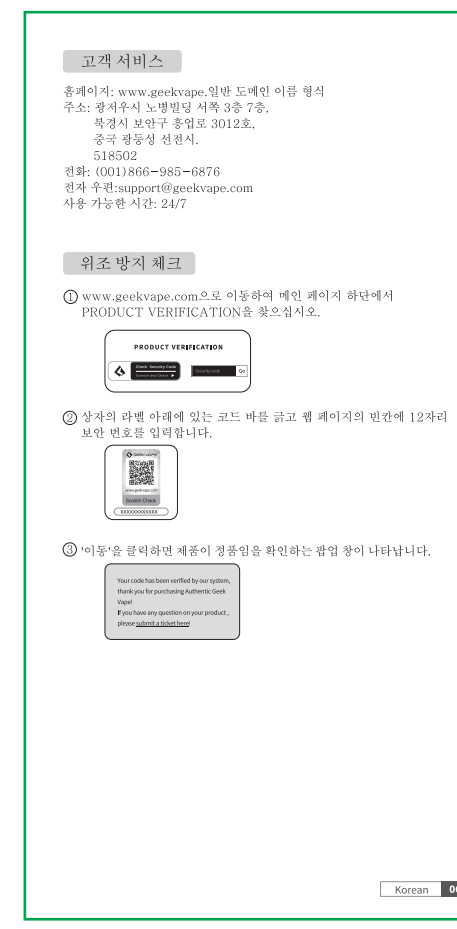 고객 서비스
홈페이지: www.geekvape.일반 도메인 이름 형식
주소: 광저우시 노병빌딩 서쪽 3층 7층,
북경시 보안구 흥업로 3012호,
중국 광둥성 선전시.
518502
전화: (001)866-985-6876
전자 우편:support@geekvape.com
사용 가능한 시간: 24/7
위조 방지 체크
① www.geekvape.com으로 이동하여 메인 페이지 하단에서
PRODUCT VERIFICATION을 찾으십시오.
PRODUCT VERIFICATION
Check Security Code
Scratch and Check
Security code
Go
② 상자의 라벨 아래에 있는 코드 바를 긁고 웹 페이지의 빈칸에 12자리
보안 번호를 입력합니다.
GEEK VAPE
www.geekvape.com
Scratch Check
XXXXXXXXXXXX
③ '이동'을 클릭하면 제품이 정품임을 확인하는 팝업 창이 나타납니다.
Your code has been verified by our system,
thank you for purchasing Authentic Geek
Vape!
If you have any question on your product ,
please submit a ticket here!
Korean